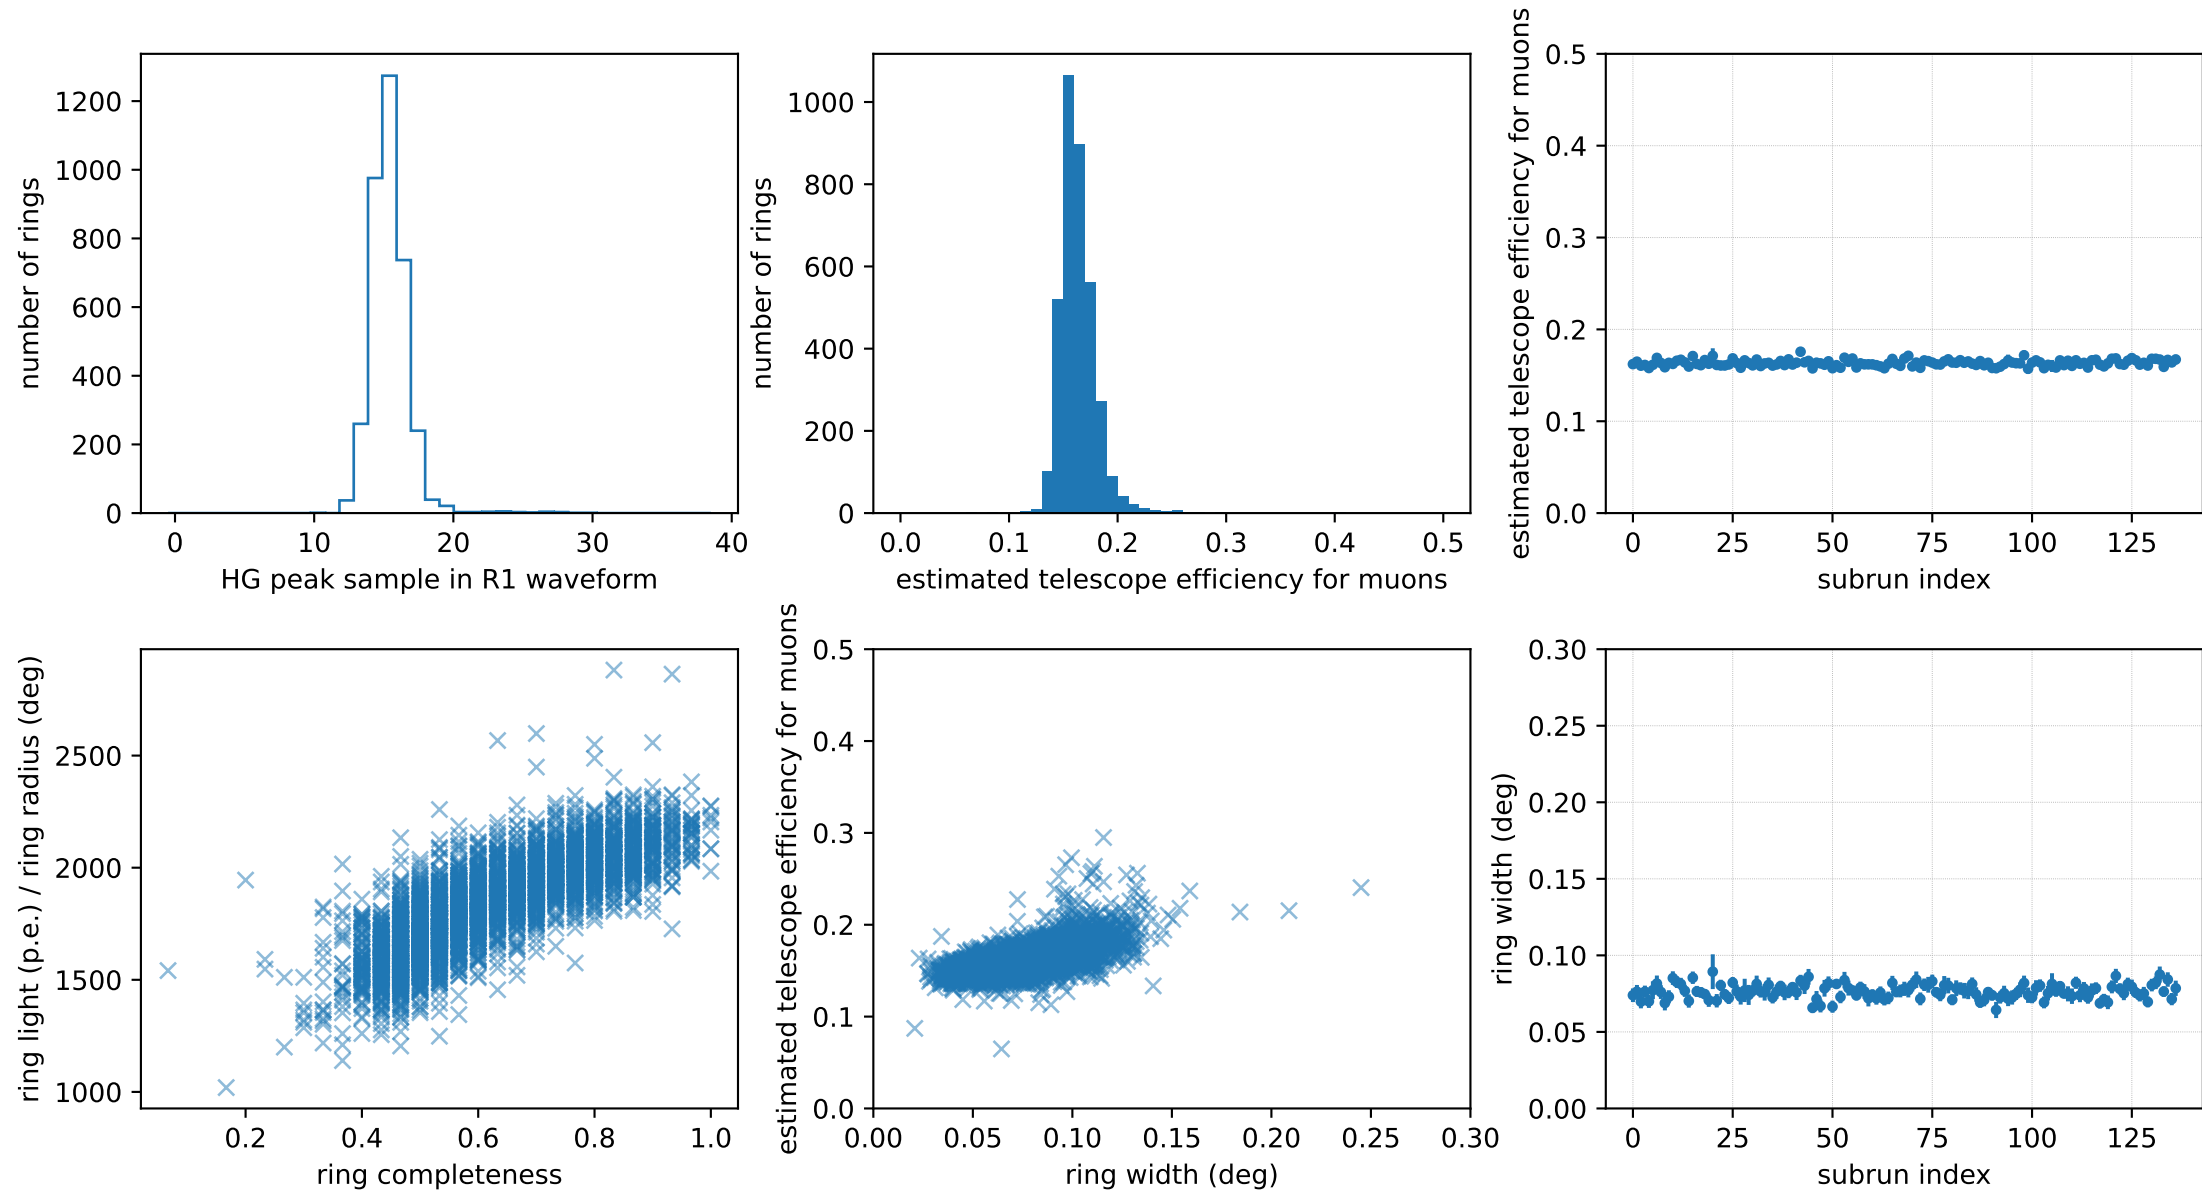 1200
1000
800
600
400
200
0
number of rings
0 10 20 30 40
HG peak sample in R1 waveform
1000
800
600
400
200
0
number of rings
0.0 0.1 0.2 0.3 0.4 0.5
estimated telescope efficiency for muons
0.5
0.4
0.3
0.2
0.1
0.0
estimated telescope efficiency for muons
0 25 50 75 100 125
subrun index
2500
2000
1500
1000
ring light (p.e.) / ring radius (deg)
0.2 0.4 0.6 0.8 1.0
ring completeness
0.5
0.4
0.3
0.2
0.1
0.0
estimated telescope efficiency for muons
0.00 0.05 0.10 0.15 0.20 0.25 0.30
ring width (deg)
0.30
0.25
0.20
0.15
0.10
0.05
0.00
ring width (deg)
0 25 50 75 100 125
subrun index